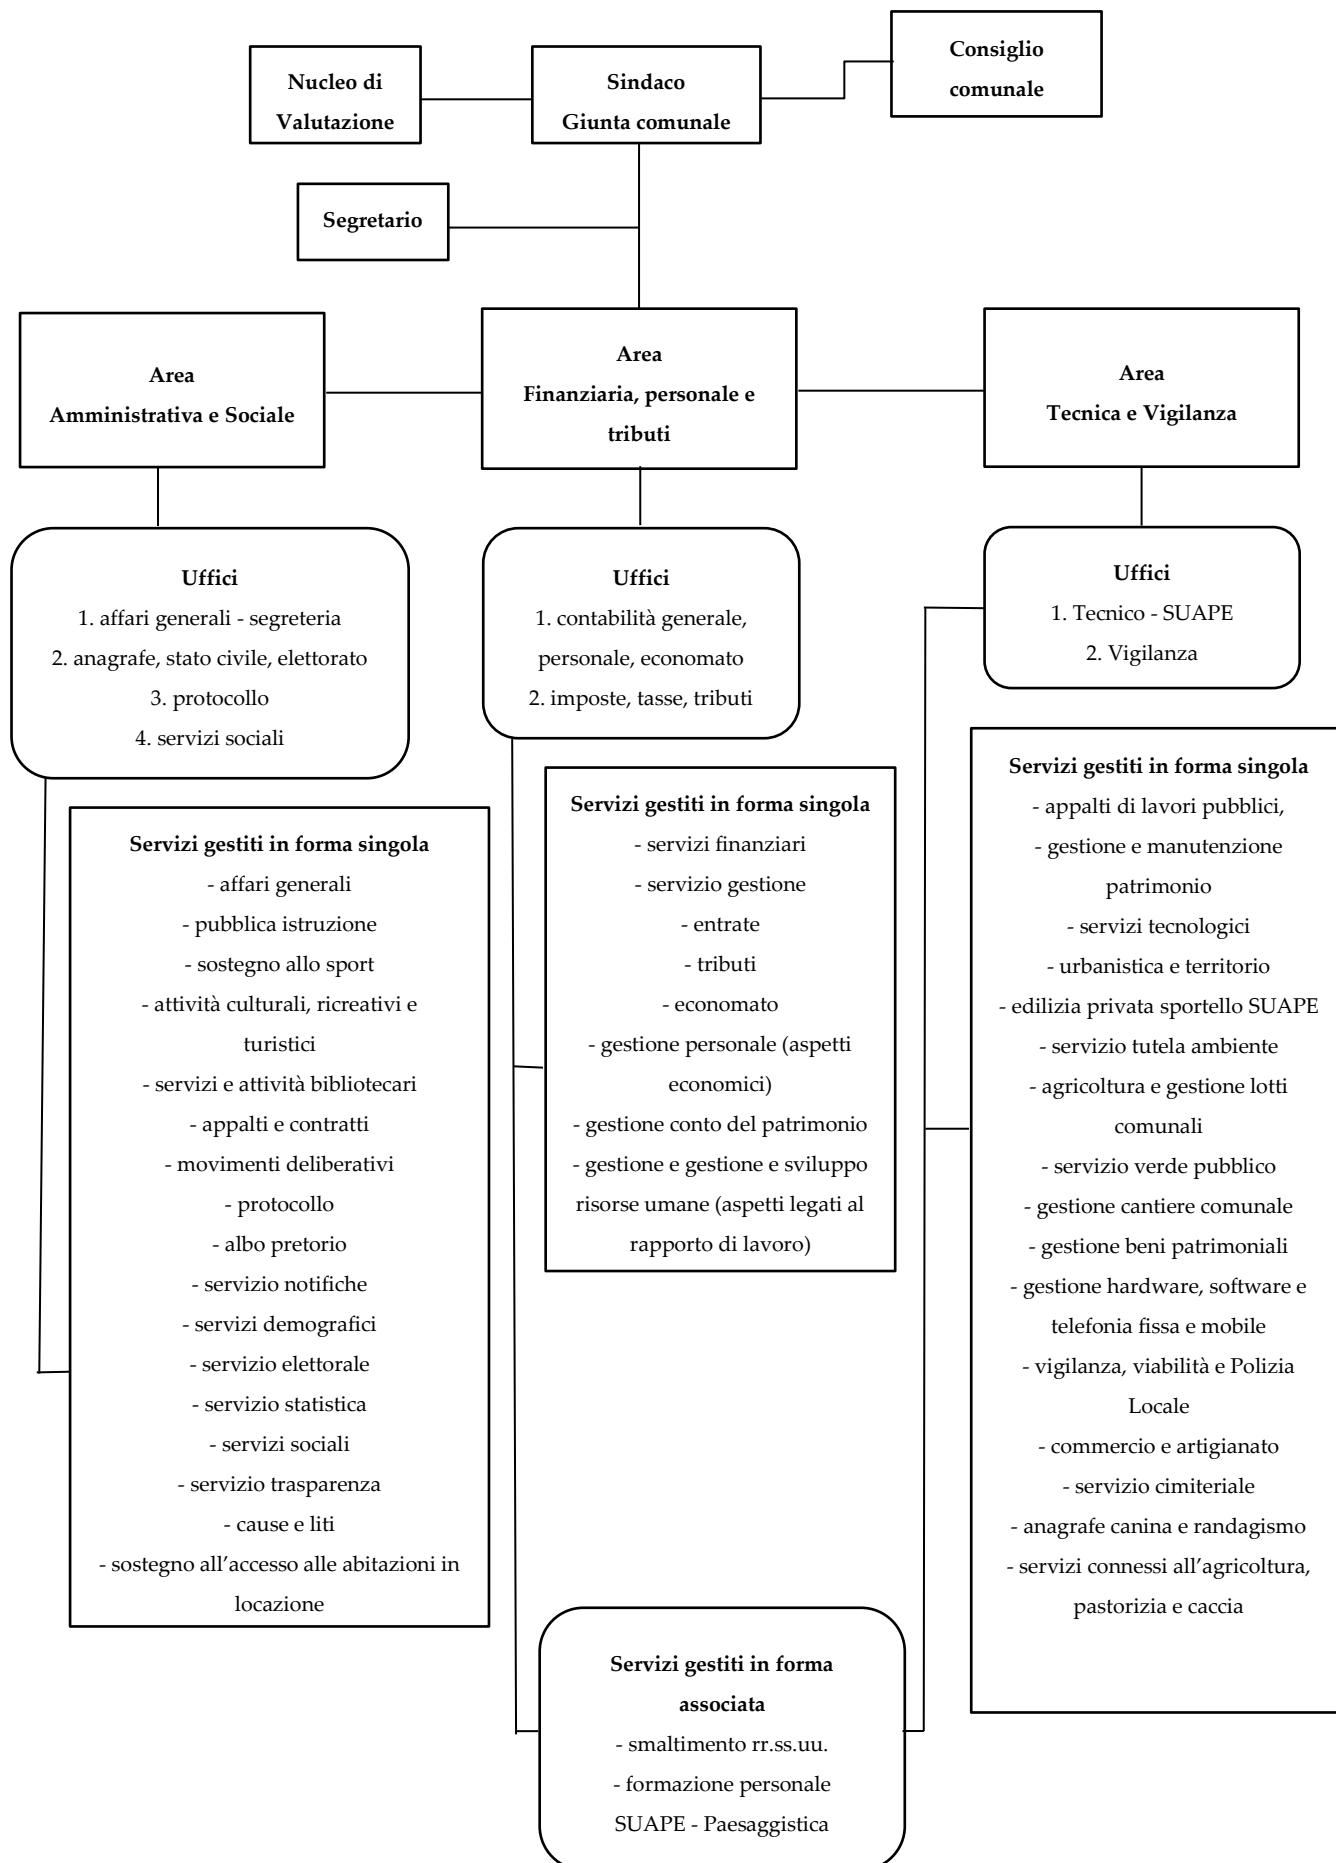 Nucleo di
Valutazione
Sindaco
Giunta comunale
Consiglio
comunale
Segretario
Area
Amministrativa e Sociale
Area
Finanziaria, personale e
tributi
Area
Tecnica e Vigilanza
Uffici
1. affari generali - segreteria
2. anagrafe, stato civile, elettorato
3. protocollo
4. servizi sociali
Uffici
1. contabilità generale,
personale, economato
2. imposte, tasse, tributi
Uffici
1. Tecnico - SUAPE
2. Vigilanza
Servizi gestiti in forma singola
- affari generali
- pubblica istruzione
- sostegno allo sport
- attività culturali, ricreativi e
turistici
- servizi e attività bibliotecari
- appalti e contratti
- movimenti deliberativi
- protocollo
- albo pretorio
- servizio notifiche
- servizi demografici
- servizio elettorale
- servizio statistica
- servizi sociali
- servizio trasparenza
- cause e liti
- sostegno all’accesso alle abitazioni in
locazione
Servizi gestiti in forma singola
- servizi finanziari
- servizio gestione
- entrate
- tributi
- economato
- gestione personale (aspetti
economici)
- gestione conto del patrimonio
- gestione e gestione e sviluppo
risorse umane (aspetti legati al
rapporto di lavoro)
Servizi gestiti in forma singola
- appalti di lavori pubblici,
- gestione e manutenzione
patrimonio
- servizi tecnologici
- urbanistica e territorio
- edilizia privata sportello SUAPE
- servizio tutela ambiente
- agricoltura e gestione lotti
comunali
- servizio verde pubblico
- gestione cantiere comunale
- gestione beni patrimoniali
- gestione hardware, software e
telefonia fissa e mobile
- vigilanza, viabilità e Polizia
Locale
- commercio e artigianato
- servizio cimiteriale
- anagrafe canina e randagismo
- servizi connessi all’agricoltura,
pastorizia e caccia
Servizi gestiti in forma
associata
- smaltimento rr.ss.uu.
- formazione personale
SUAPE - Paesaggistica